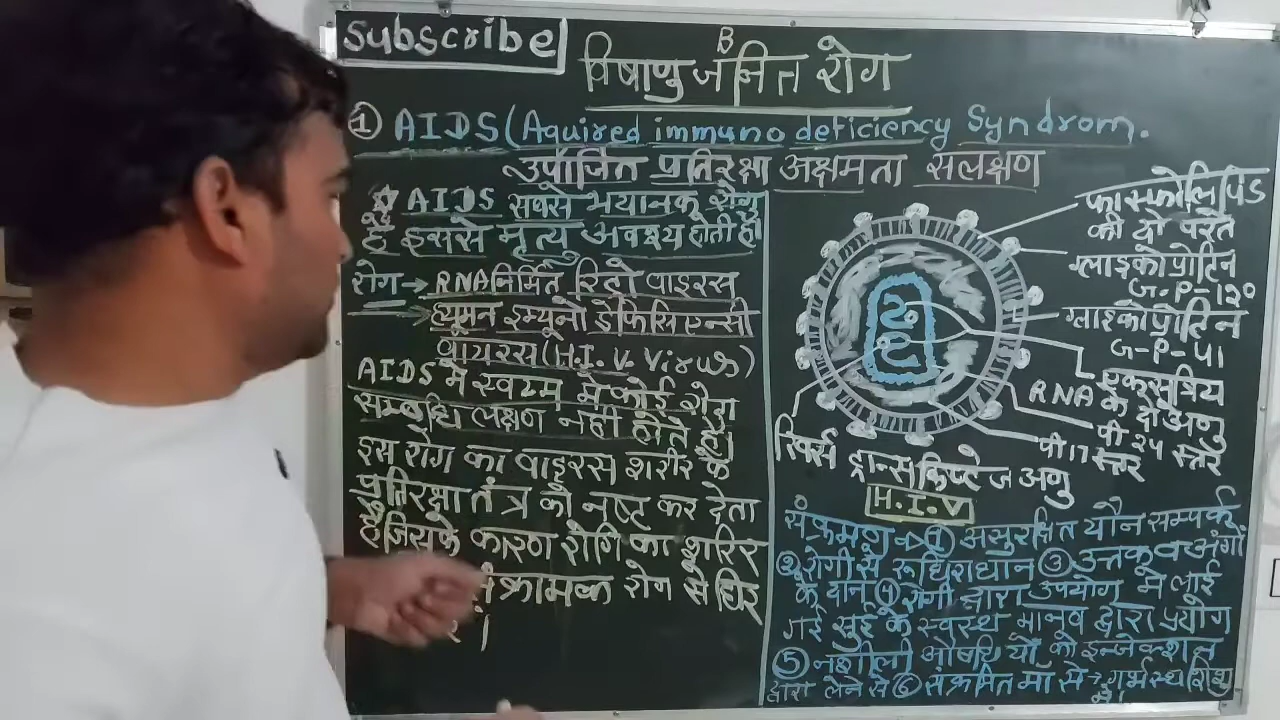 Subscribe
B
विषाणु जनित रोग
① AIDS (Aquired immuno deficiency Syndrom.
उर्पाजित प्रतिरक्षा अक्षमता सलक्षण
☆ AIDS सबसे भयानक रोग
है इससे मृत्यू अवश्य होती है।
रोग → RNA निर्मित रिट्रो वाइरस
→ ह्यूमन इम्यूनो डेफिसिएन्सी
वायरस (H.I.V. Virus)
AIDS में स्वयम में कोई रोग
सम्बधि लक्षण नही होते है।
इस रोग का वाइरस शरीर के
प्रतिरक्षा तंत्र को नष्ट कर देता
है जिसके कारण रोगि का शरिर
संक्रामक रोग से घिर
फास्फोलिपिड
की दो परते
ग्लाइको प्रोटिन
G-P-120
ग्लाइको प्रोटिन
G-P-41
एकसूत्रिय
RNA के दो अणु
पी 24 स्तर
पी 17 स्तर
रिवर्स ट्रान्सक्रिप्टेज अणु
H.I.V
संक्रमण → ① असुरक्षित यौन सम्पर्क
② रोगी से रूधिराधान ③ उत्तक व अंगों
के दान ④ रोगी द्वारा उपयोग में लाई
गई सुई के स्वस्थ मानव द्वारा प्रयोग
⑤ नशीली औषधियों को इन्जेक्शन
द्वारा लेने से ⑥ संक्रमित माँ से → गर्भस्थ शिशु
में।